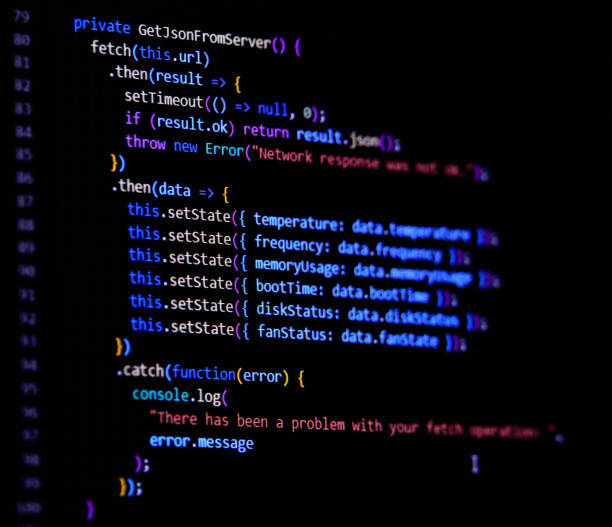 79 private GetJsonFromServer() {
80 fetch(this.url)
81 .then(result => {
82 setTimeout(() => null, 0);
83 if (result.ok) return result.json();
84 throw new Error("Network response was not ok.");
85 })
86 .then(data => {
87 this.setState({ temperature: data.temperature });
88 this.setState({ frequency: data.frequency });
89 this.setState({ memoryUsage: data.memoryUsage });
90 this.setState({ bootTime: data.bootTime });
91 this.setState({ diskStatus: data.diskStatus });
92 this.setState({ fanStatus: data.fanState });
93 })
94 .catch(function(error) {
95 console.log(
96 "There has been a problem with your fetch operation: ",
97 error.message
98 );
99 });
100 }